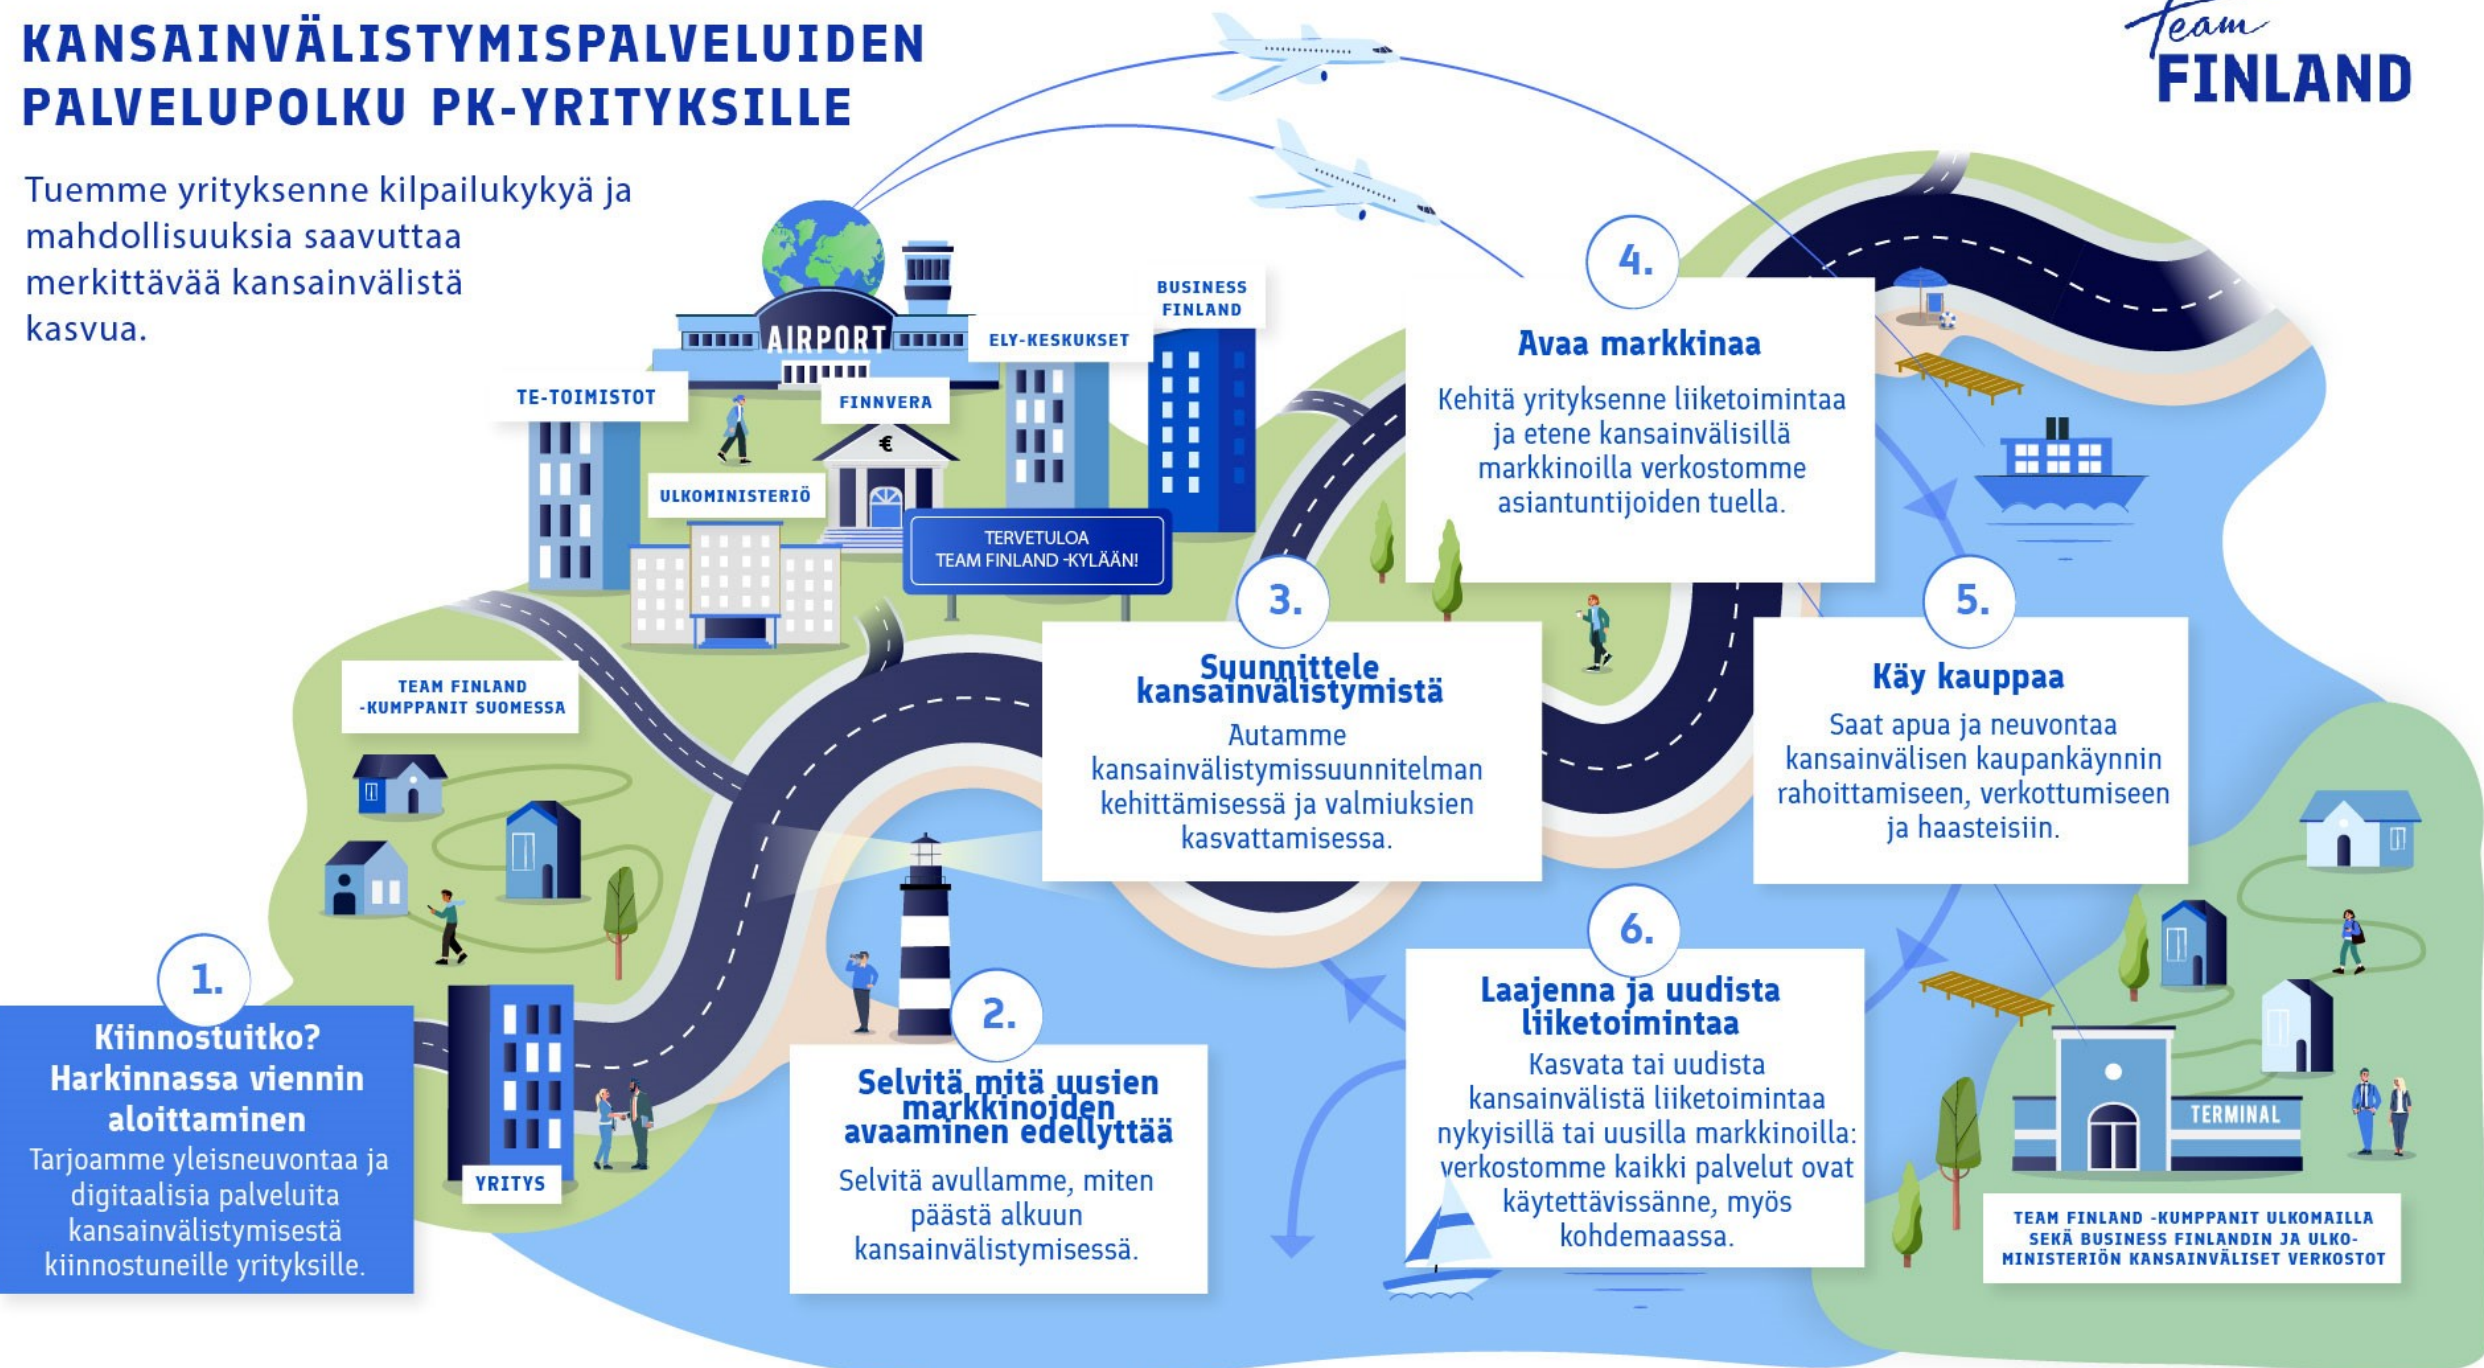 KANSAINVÄLISTYMISPALVELUIDEN
PALVELUPOLKU PK-YRITYKSILLE
Team
FINLAND
Tuemme yrityksenne kilpailukykyä ja
mahdollisuuksia saavuttaa
merkittävää kansainvälistä
kasvua.
AIRPORT
BUSINESS
FINLAND
ELY-KESKUKSET
TE-TOIMISTOT
FINNVERA
€
ULKOMINISTERIÖ
TERVETULOA
TEAM FINLAND -KYLÄÄN!
TEAM FINLAND
-KUMPPANIT SUOMESSA
1.
Kiinnostuitko?
Harkinnassa viennin
aloittaminen
Tarjoamme yleisneuvontaa ja
digitaalisia palveluita
kansainvälistymisestä
kiinnostuneille yrityksille.
YRITYS
2.
Selvitä mitä uusien
markkinoiden
avaaminen edellyttää
Selvitä avullamme, miten
päästä alkuun
kansainvälistymisessä.
3.
Suunnittele
kansainvälistymistä
Autamme
kansainvälistymissuunnitelman
kehittämisessä ja valmiuksien
kasvattamisessa.
4.
Avaa markkinaa
Kehitä yrityksenne liiketoimintaa
ja etene kansainvälisillä
markkinoilla verkostomme
asiantuntijoiden tuella.
5.
Käy kauppaa
Saat apua ja neuvontaa
kansainvälisen kaupankäynnin
rahoittamiseen, verkottumiseen
ja haasteisiin.
6.
Laajenna ja uudista
liiketoimintaa
Kasvata tai uudista
kansainvälistä liiketoimintaa
nykyisillä tai uusilla markkinoilla:
verkostomme kaikki palvelut ovat
käytettävissänne, myös
kohdemaassa.
TERMINAL
TEAM FINLAND -KUMPPANIT ULKOMAILLA
SEKÄ BUSINESS FINLANDIN JA ULKO-
MINISTERIÖN KANSAINVÄLISET VERKOSTOT